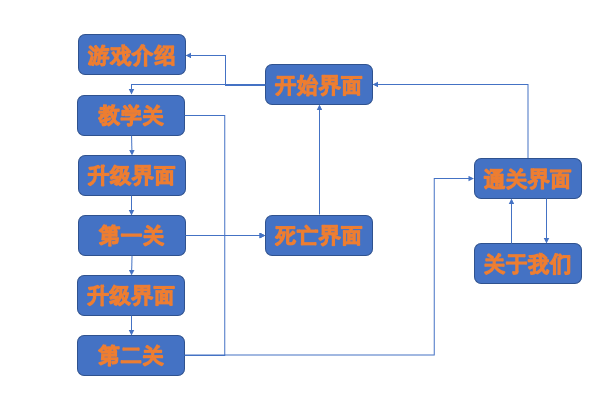 游戏介绍
开始界面
教学关
升级界面
通关界面
第一关
死亡界面
关于我们
升级界面
第二关